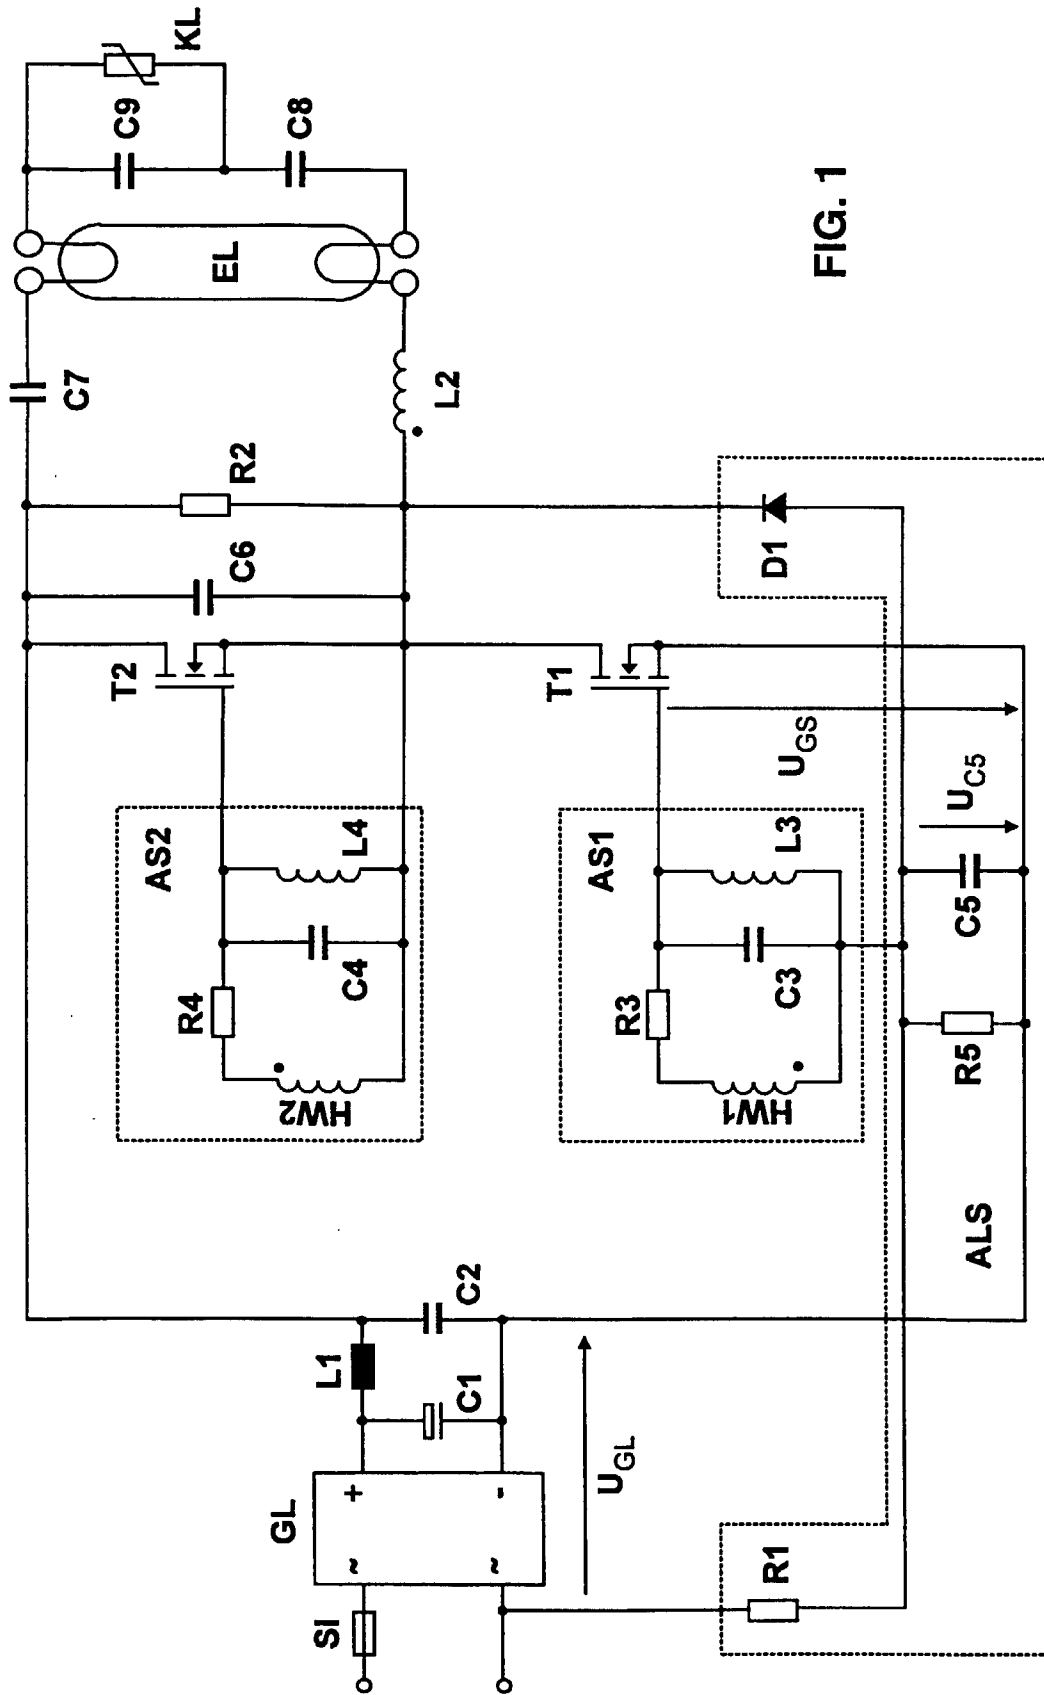 SI
GL
~
+
~
-
L1
C1
C2
U_GL
R1
AS2
HW2
R4
C4
L4
T2
C6
R2
C7
L2
EL
C9
KL
C8
AS1
HW1
R3
C3
L3
T1
U_GS
D1
U_C5
C5
R5
ALS
FIG. 1